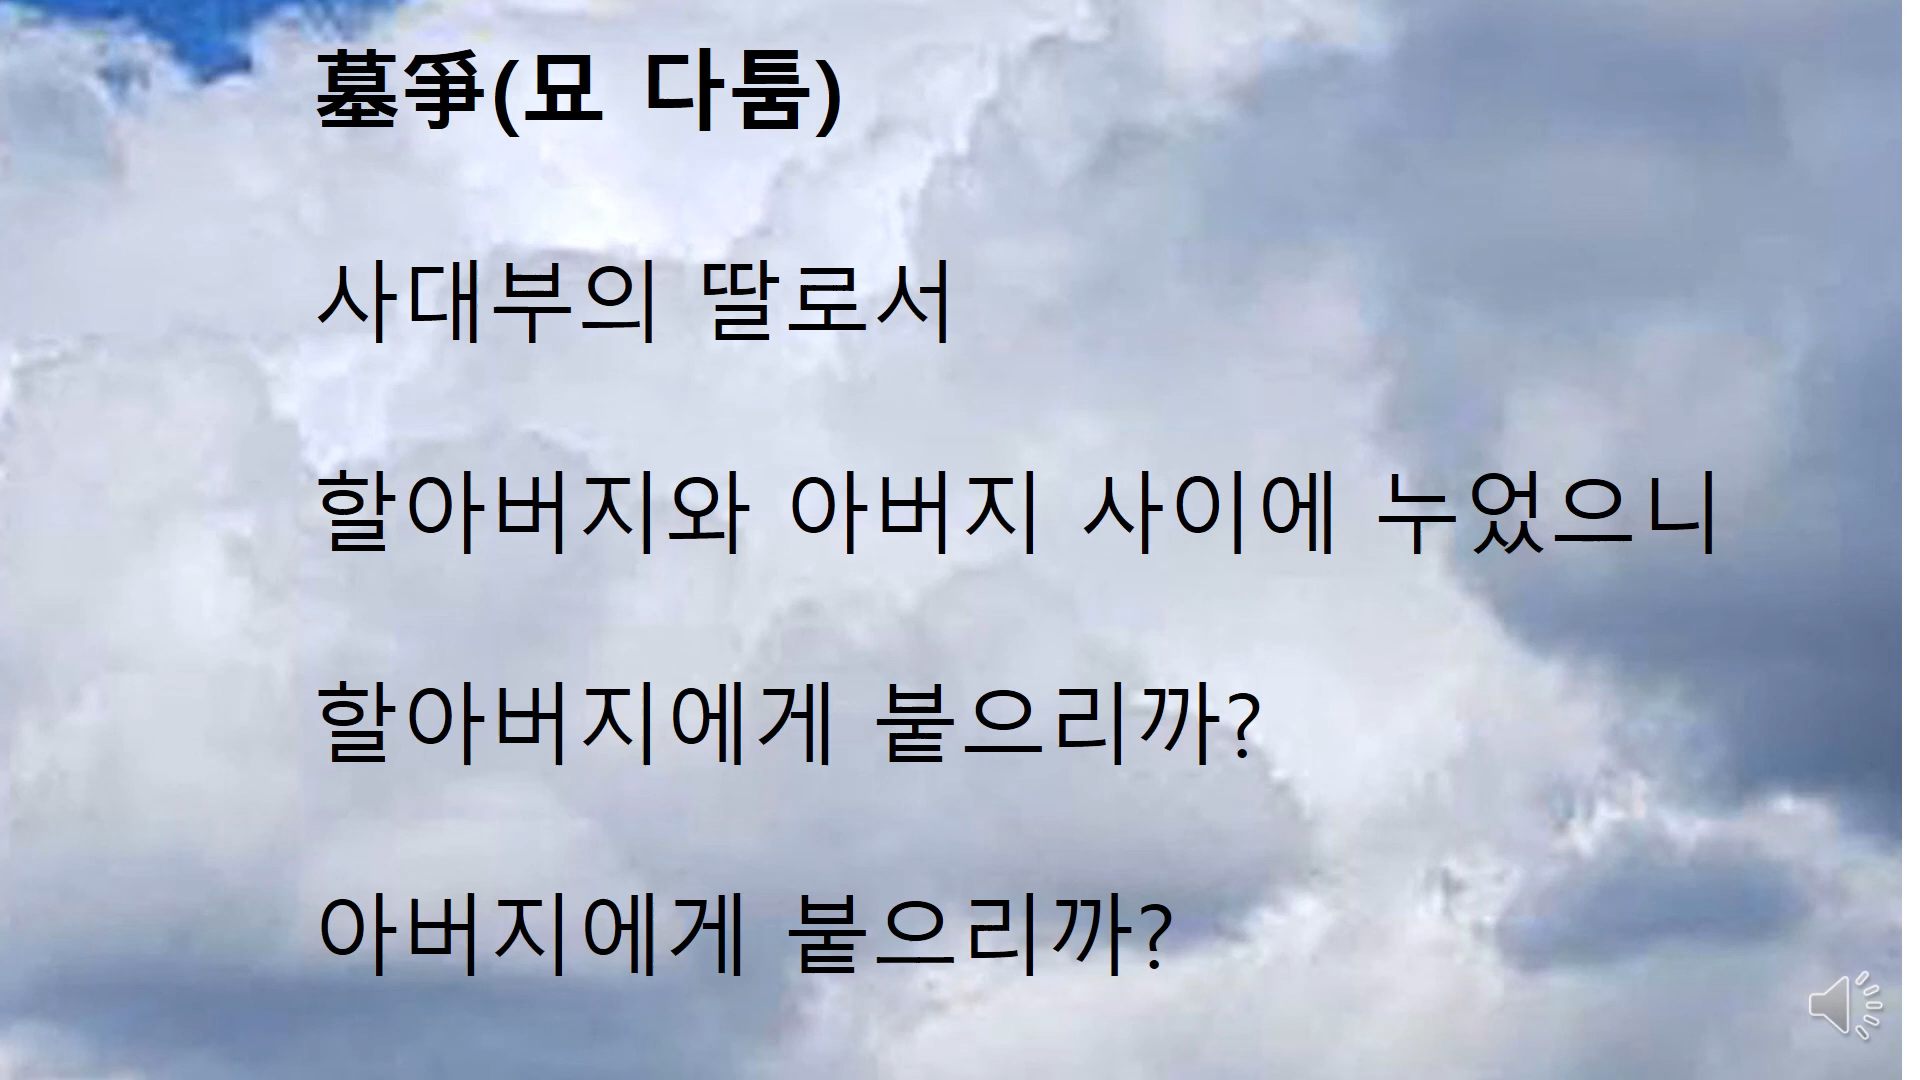 墓爭(묘 다툼)
사대부의 딸로서
할아버지와 아버지 사이에 누었으니
할아버지에게 붙으리까?
아버지에게 붙으리까?